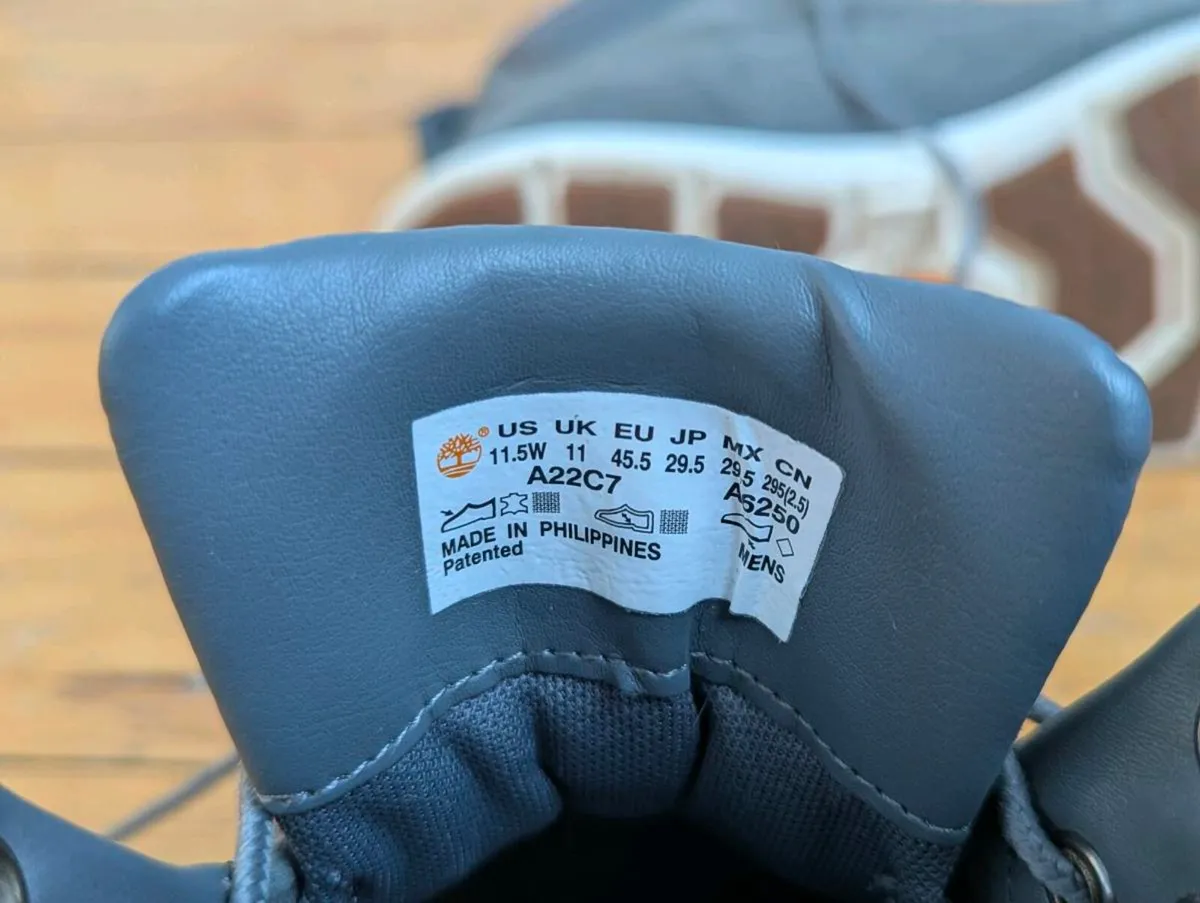 ® US UK EU JP MX CN
11.5W 11 45.5 29.5 29.5 295(2.5)
A22C7 A6250
MADE IN PHILIPPINES
Patented MENS